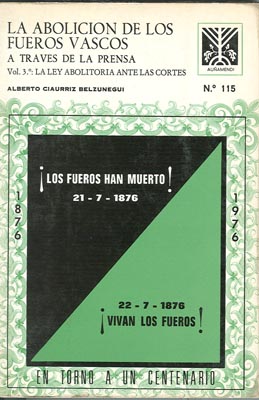 LA ABOLICION DE LOS
FUEROS VASCOS
A TRAVES DE LA PRENSA
Vol. 3.º: LA LEY ABOLITORIA ANTE LAS CORTES
ALBERTO CIAURRIZ BELZUNEGUI
AUÑAMENDI
N.º 115
¡LOS FUEROS HAN MUERTO!
21 - 7 - 1876
1876
1976
22 - 7 - 1876
¡VIVAN LOS FUEROS!
EN TORNO A UN CENTENARIO